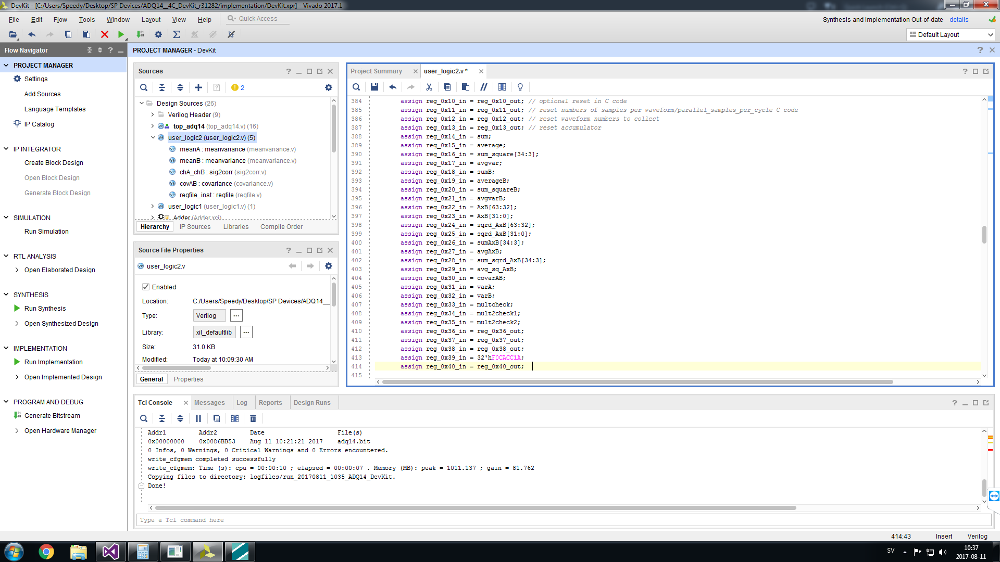 DevKit - [C:/Users/Speedy/Desktop/SP Devices/ADQ14__4C_DevKit_r31282/implementation/DevKit.xpr] - Vivado 2017.1
File Edit Flow Tools Window Layout View Help Quick Access
Synthesis and Implementation Out-of-date details
Default Layout
Flow Navigator
PROJECT MANAGER
Settings
Add Sources
Language Templates
IP Catalog
IP INTEGRATOR
Create Block Design
Open Block Design
Generate Block Design
SIMULATION
Run Simulation
RTL ANALYSIS
Open Elaborated Design
SYNTHESIS
Run Synthesis
Open Synthesized Design
IMPLEMENTATION
Run Implementation
Open Implemented Design
PROGRAM AND DEBUG
Generate Bitstream
Open Hardware Manager
PROJECT MANAGER - DevKit
Sources
2
Design Sources (26)
Verilog Header (9)
top_adq14 (top_adq14.v) (16)
user_logic2 (user_logic2.v) (5)
meanA : meanvariance (meanvariance.v)
meanB : meanvariance (meanvariance.v)
chA_chB : sig2corr (sig2corr.v)
covAB : covariance (covariance.v)
regfile_inst : regfile (regfile.v)
user_logic1 (user_logic1.v) (1)
Adder (Adder.xci)
Hierarchy IP Sources Libraries Compile Order
Source File Properties
user_logic2.v
Enabled
Location: C:/Users/Speedy/Desktop/SP Devices/ADQ14__
Type: Verilog ...
Library: xil_defaultlib ...
Size: 31.0 KB
Modified: Today at 10:09:30 AM
General Properties
Project Summary user_logic2.v *
384 assign reg_0x10_in = reg_0x10_out; // optional reset in C code
385 assign reg_0x11_in = reg_0x11_out; // reset numbers of samples per waveform/parallel_samples_per_cycle C code
386 assign reg_0x12_in = reg_0x12_out; // reset waveform numbers to collect
387 assign reg_0x13_in = reg_0x13_out; // reset accumulator
388 assign reg_0x14_in = sum;
389 assign reg_0x15_in = average;
390 assign reg_0x16_in = sum_square[34:3];
391 assign reg_0x17_in = avgvar;
392 assign reg_0x18_in = sumB;
393 assign reg_0x19_in = averageB;
394 assign reg_0x20_in = sum_squareB;
395 assign reg_0x21_in = avgvarB;
396 assign reg_0x22_in = AxB[63:32];
397 assign reg_0x23_in = AxB[31:0];
398 assign reg_0x24_in = sqrd_AxB[63:32];
399 assign reg_0x25_in = sqrd_AxB[31:0];
400 assign reg_0x26_in = sumAxB[34:3];
401 assign reg_0x27_in = avgAxB;
402 assign reg_0x28_in = sum_sqrd_AxB[34:3];
403 assign reg_0x29_in = avg_sq_AxB;
404 assign reg_0x30_in = covarAB;
405 assign reg_0x31_in = varA;
406 assign reg_0x32_in = varB;
407 assign reg_0x33_in = multcheck;
408 assign reg_0x34_in = mult2check1;
409 assign reg_0x35_in = mult2check2;
410 assign reg_0x36_in = reg_0x36_out;
411 assign reg_0x37_in = reg_0x37_out;
412 assign reg_0x38_in = reg_0x38_out;
413 assign reg_0x39_in = 32'hF0CACC1A;
414 assign reg_0x40_in = reg_0x40_out;
415
Tcl Console Messages Log Reports Design Runs
Addr1 Addr2 Date File(s)
0x00000000 0x0086BB53 Aug 11 10:21:21 2017 adq14.bit
0 Infos, 0 Warnings, 0 Critical Warnings and 0 Errors encountered.
write_cfgmem completed successfully
write_cfgmem: Time (s): cpu = 00:00:10 ; elapsed = 00:00:07 . Memory (MB): peak = 1011.137 ; gain = 81.762
Copying files to directory: logfiles/run_20170811_1035_ADQ14_DevKit.
Done!
Type a Tcl command here
414:43 Insert Verilog
SV
10:37
2017-08-11